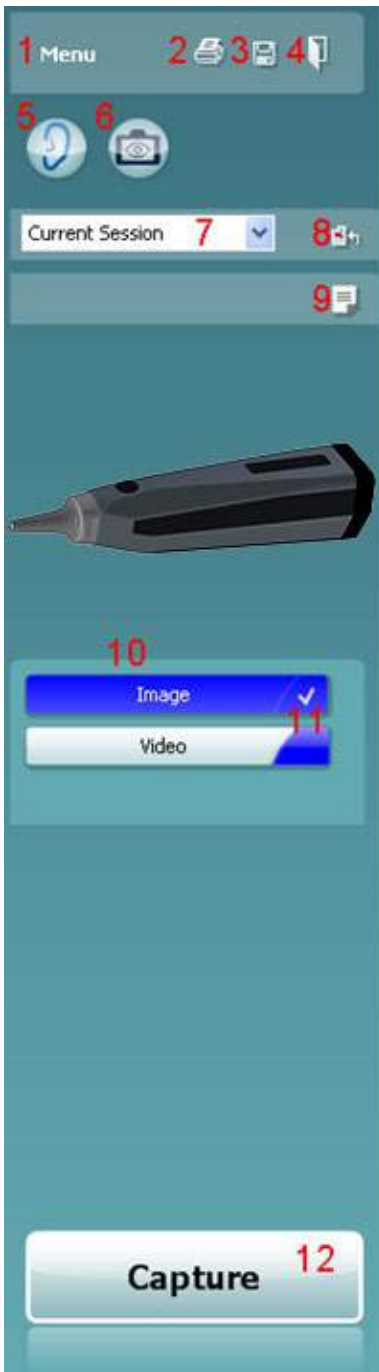 1 Menu 2 3 4
5 6
Current Session 7 8
9
10
Image
11
Video
Capture 12